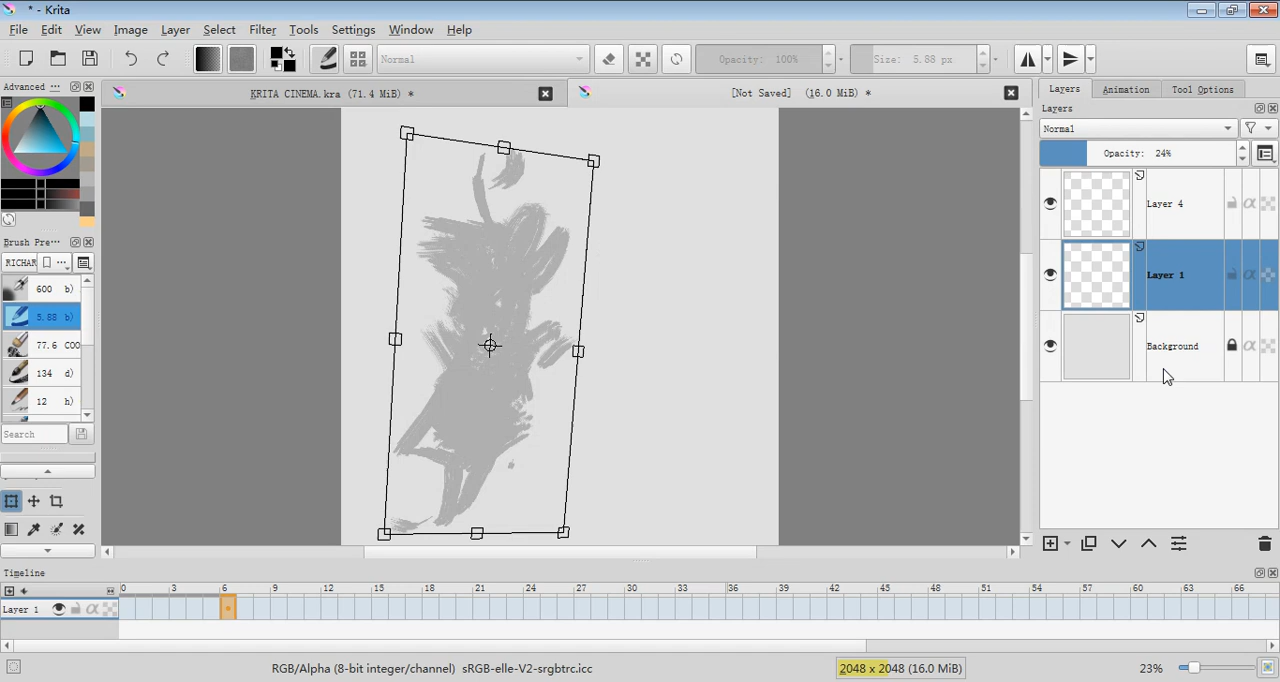 * - Krita
File Edit View Image Layer Select Filter Tools Settings Window Help
Normal
Opacity: 100%
Size: 5.88 px
Advanced ···
KRITA CINEMA.kra (71.4 MiB) *
[Not Saved] (16.0 MiB) *
Layers Animation Tool Options
Layers
Normal
Opacity: 24%
Layer 4
Layer 1
Background
Brush Pre···
RICHAR
600 b)
5.88 b)
77.6 COO
134 d)
12 h)
Search
Timeline
0 3 6 9 12 15 18 21 24 27 30 33 36 39 42 45 48 51 54 57 60 63 66
Layer 1
RGB/Alpha (8-bit integer/channel) sRGB-elle-V2-srgbtrc.icc
2048 x 2048 (16.0 MiB)
23%